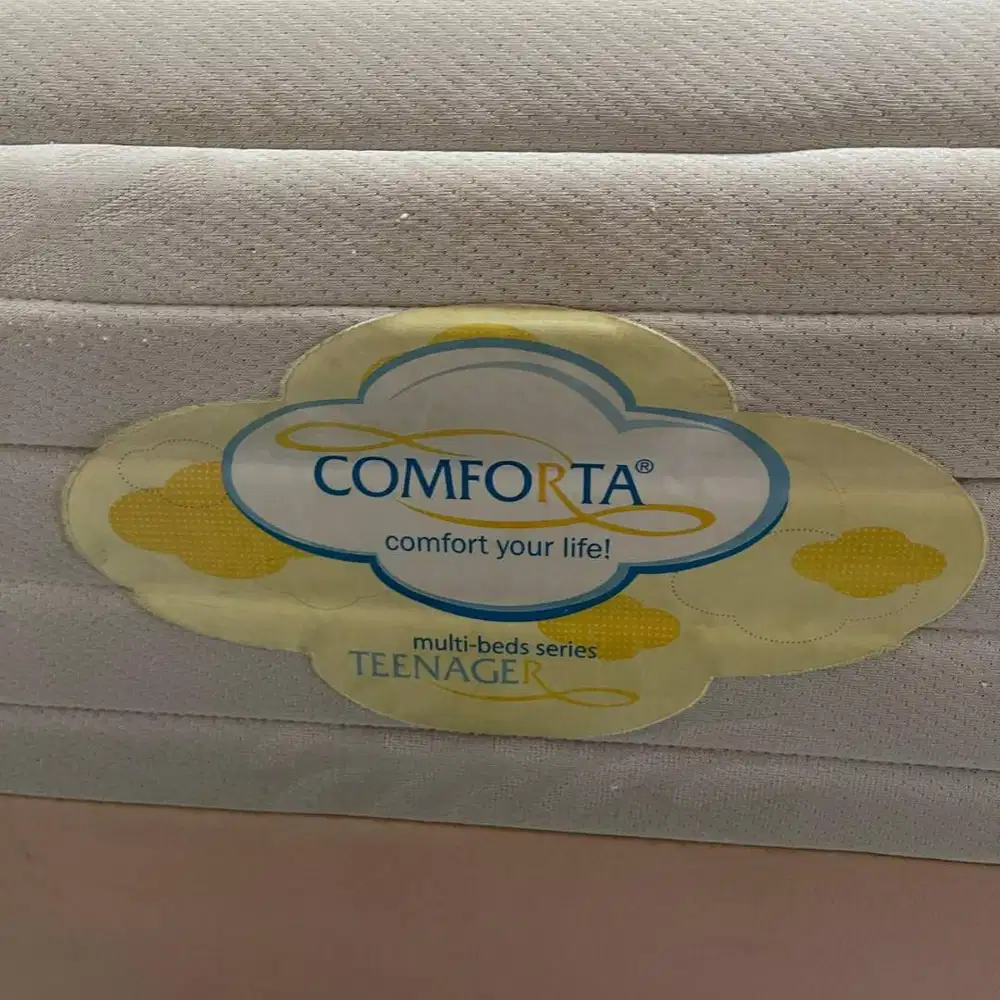 COMFORTA®
comfort your life!
multi-beds series
TEENAGER